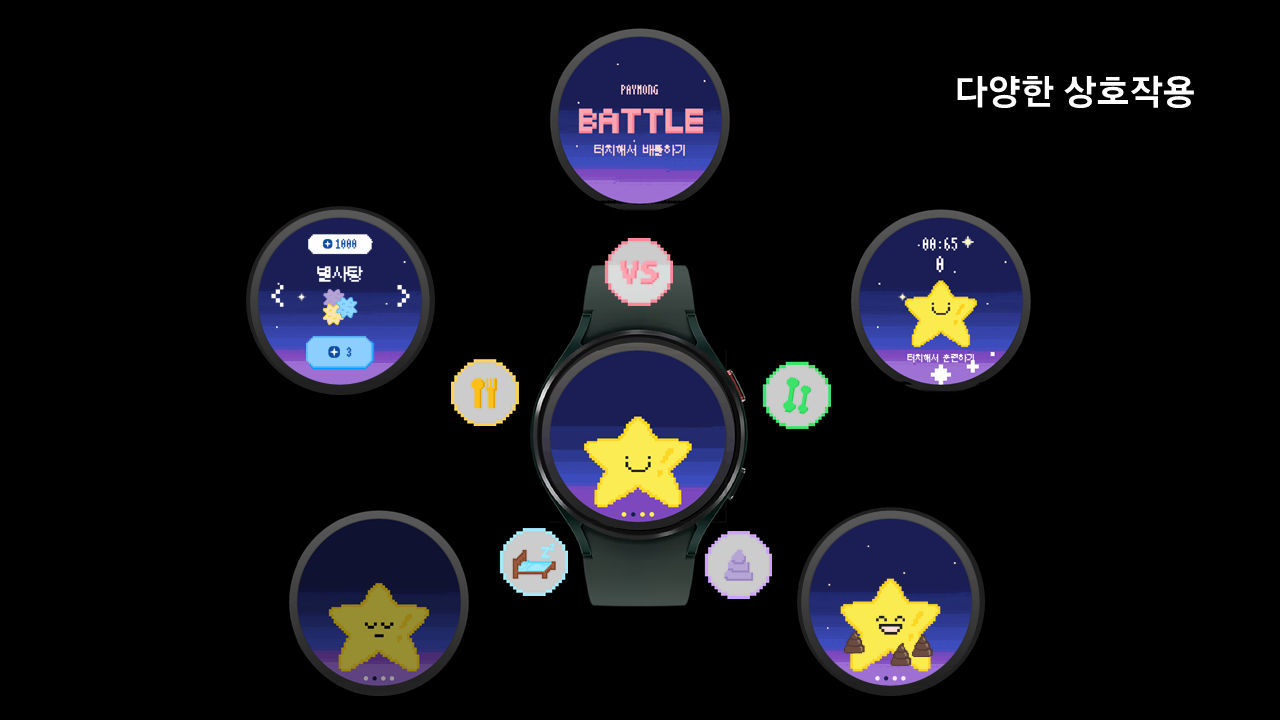 다양한 상호작용
PAYMONG
BATTLE
터치해서 배틀하기
1000
별사탕
3
00:65
0
터치해서 훈련하기
VS
zz